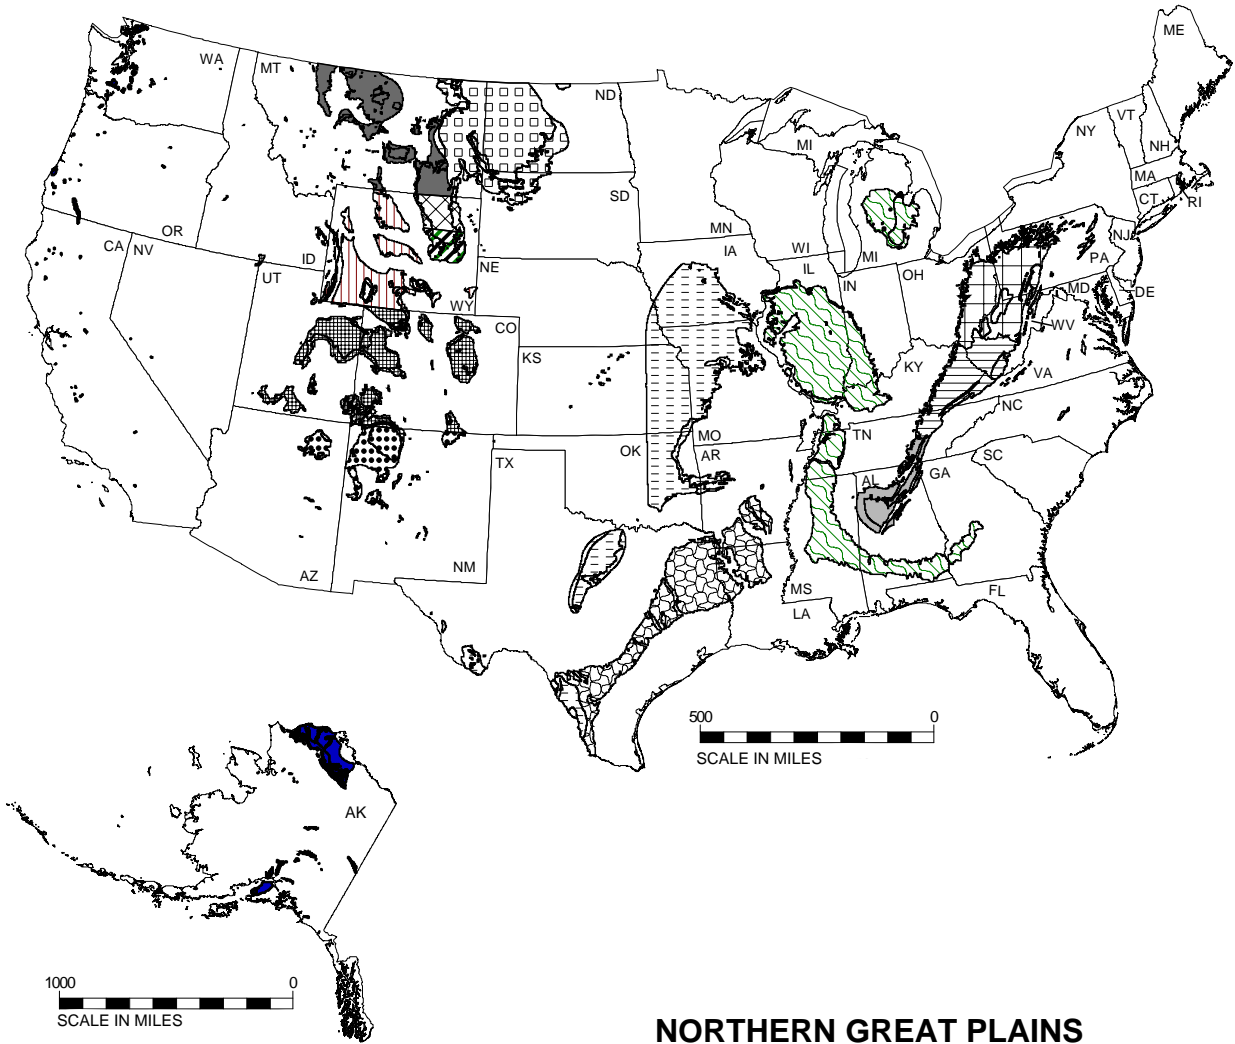 ME
WA
MT
ND
VT
NY
NH
MI
MA
CT
RI
SD
OR
CA
NV
MN
IA
WI
NJ
MI
PA
ID
UT
NE
IL
IN
OH
MD
DE
WY
CO
WV
KS
KY
VA
NC
MO
TN
OK
AR
SC
TX
AL
GA
NM
AZ
MS
FL
LA
500 0
SCALE IN MILES
AK
1000 0
SCALE IN MILES
NORTHERN GREAT PLAINS